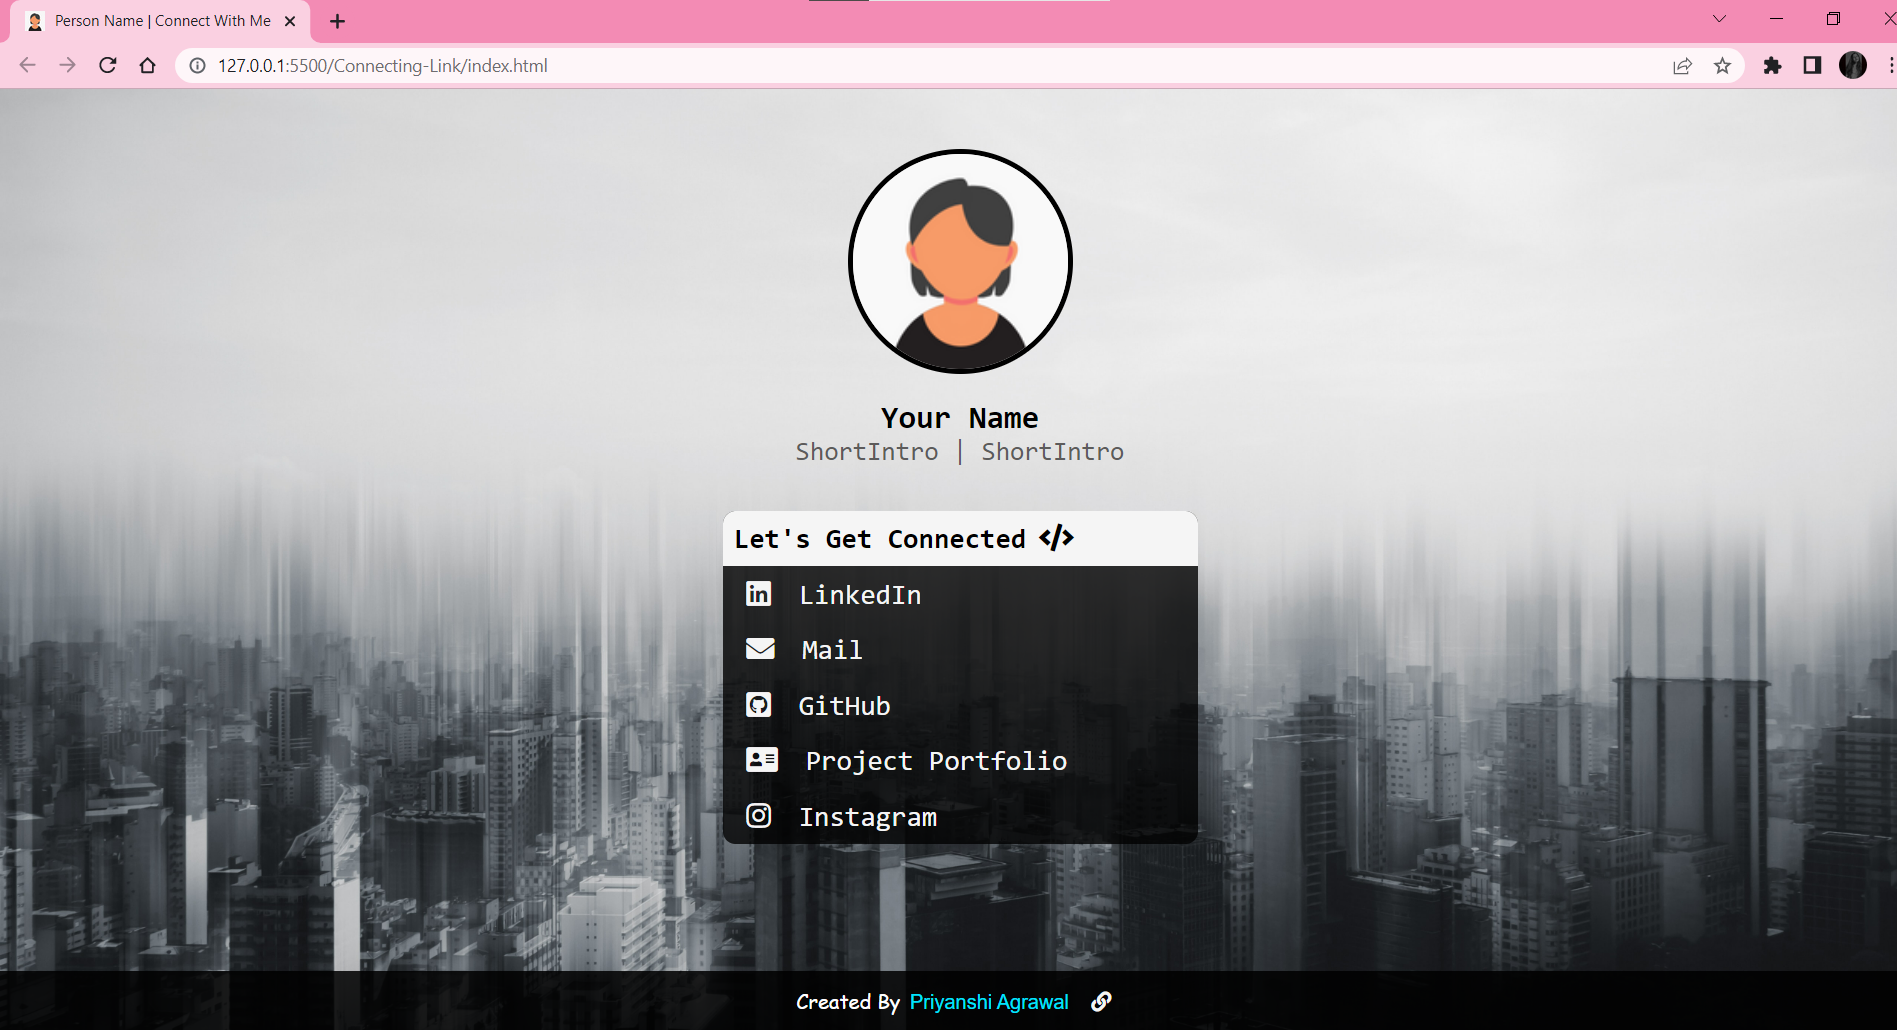 Person Name | Connect With Me
127.0.0.1:5500/Connecting-Link/index.html
Your Name
ShortIntro | ShortIntro
Let's Get Connected </>
LinkedIn
Mail
GitHub
Project Portfolio
Instagram
Created By Priyanshi Agrawal